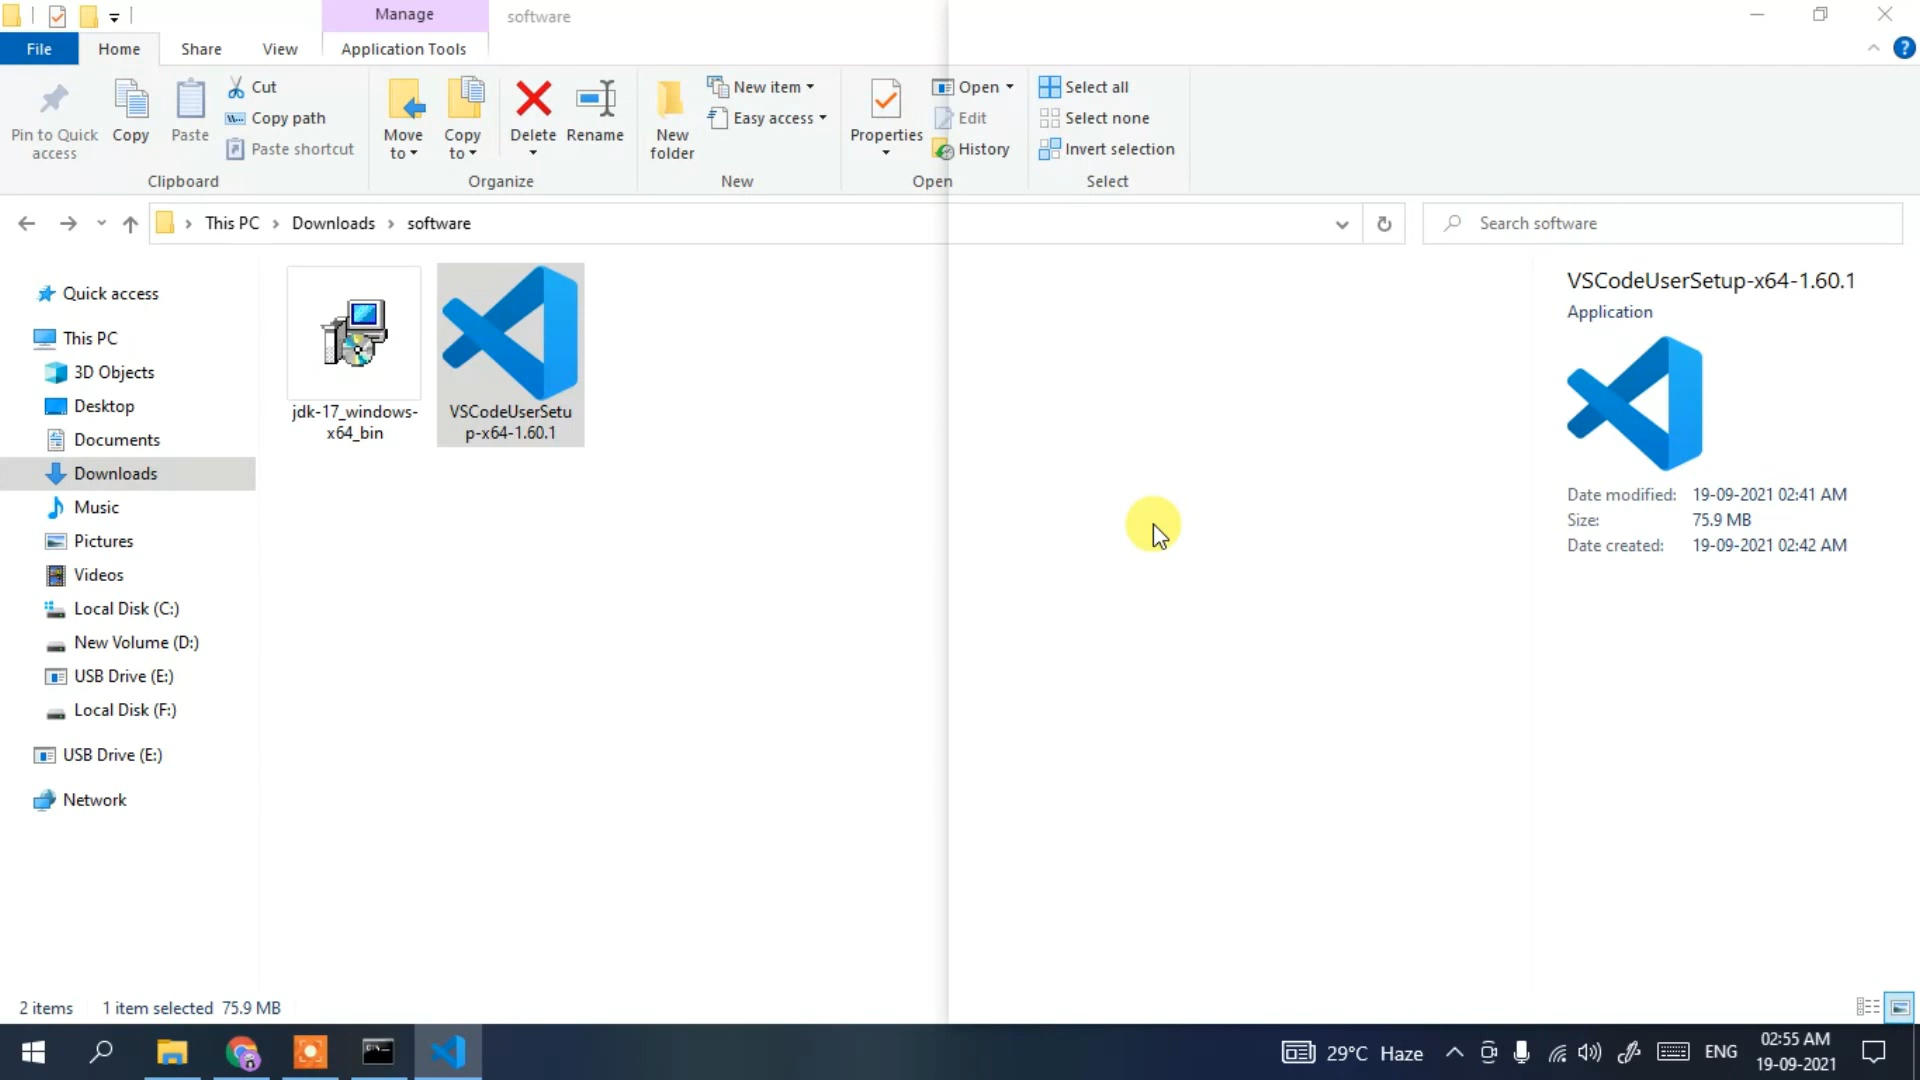 Manage
software
File
Home
Share
View
Application Tools
Pin to Quick
access
Copy
Paste
Cut
Copy path
Paste shortcut
Clipboard
Move
to
Copy
to
Delete
Rename
Organize
New
folder
New item
Easy access
New
Properties
Open
Edit
History
Open
Select all
Select none
Invert selection
Select
This PC
Downloads
software
Search software
Quick access
This PC
3D Objects
Desktop
Documents
Downloads
Music
Pictures
Videos
Local Disk (C:)
New Volume (D:)
USB Drive (E:)
Local Disk (F:)
USB Drive (E:)
Network
jdk-17_windows-
x64_bin
VSCodeUserSetu
p-x64-1.60.1
VSCodeUserSetup-x64-1.60.1
Application
Date modified: 19-09-2021 02:41 AM
Size: 75.9 MB
Date created: 19-09-2021 02:42 AM
2 items
1 item selected 75.9 MB
29°C Haze
ENG
02:55 AM
19-09-2021